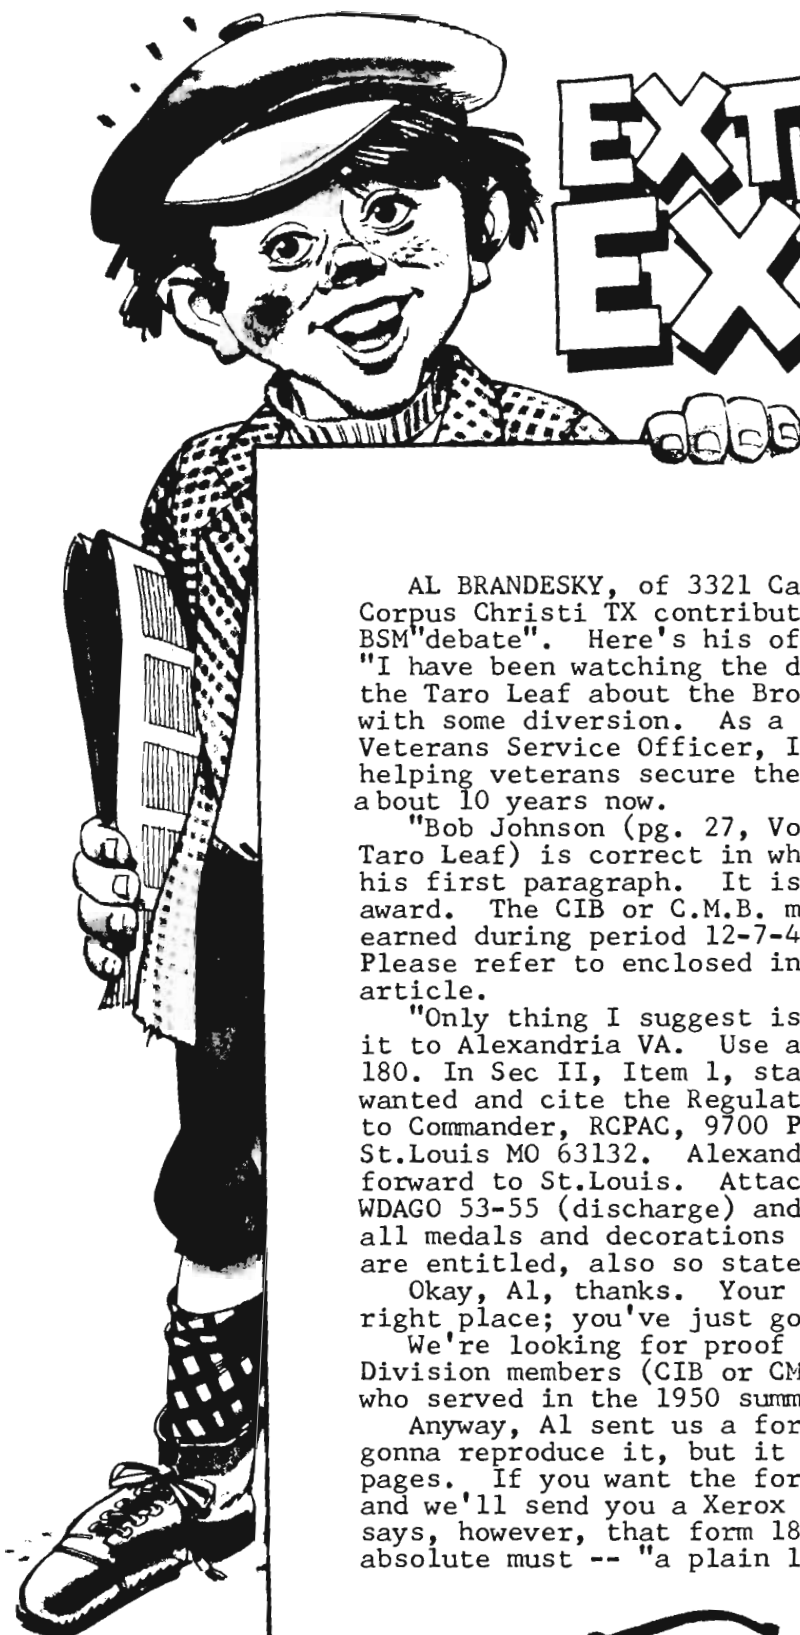 EXT
EX
AL BRANDESKY, of 3321 Ca
Corpus Christi TX contribut
BSM"debate". Here's his of
"I have been watching the d
the Taro Leaf about the Bro
with some diversion. As a
Veterans Service Officer, I
helping veterans secure the
about 10 years now.
"Bob Johnson (pg. 27, Vo
Taro Leaf) is correct in wh
his first paragraph. It is
award. The CIB or C.M.B. m
earned during period 12-7-4
Please refer to enclosed in
article.
"Only thing I suggest is
it to Alexandria VA. Use a
180. In Sec II, Item 1, sta
wanted and cite the Regulat
to Commander, RCPAC, 9700 P
St.Louis MO 63132. Alexand
forward to St.Louis. Attac
WDAGO 53-55 (discharge) and
all medals and decorations
are entitled, also so state
Okay, Al, thanks. Your
right place; you've just go
We're looking for proof
Division members (CIB or CM
who served in the 1950 summ
Anyway, Al sent us a for
gonna reproduce it, but it
pages. If you want the for
and we'll send you a Xerox
says, however, that form 18
absolute must -- "a plain l